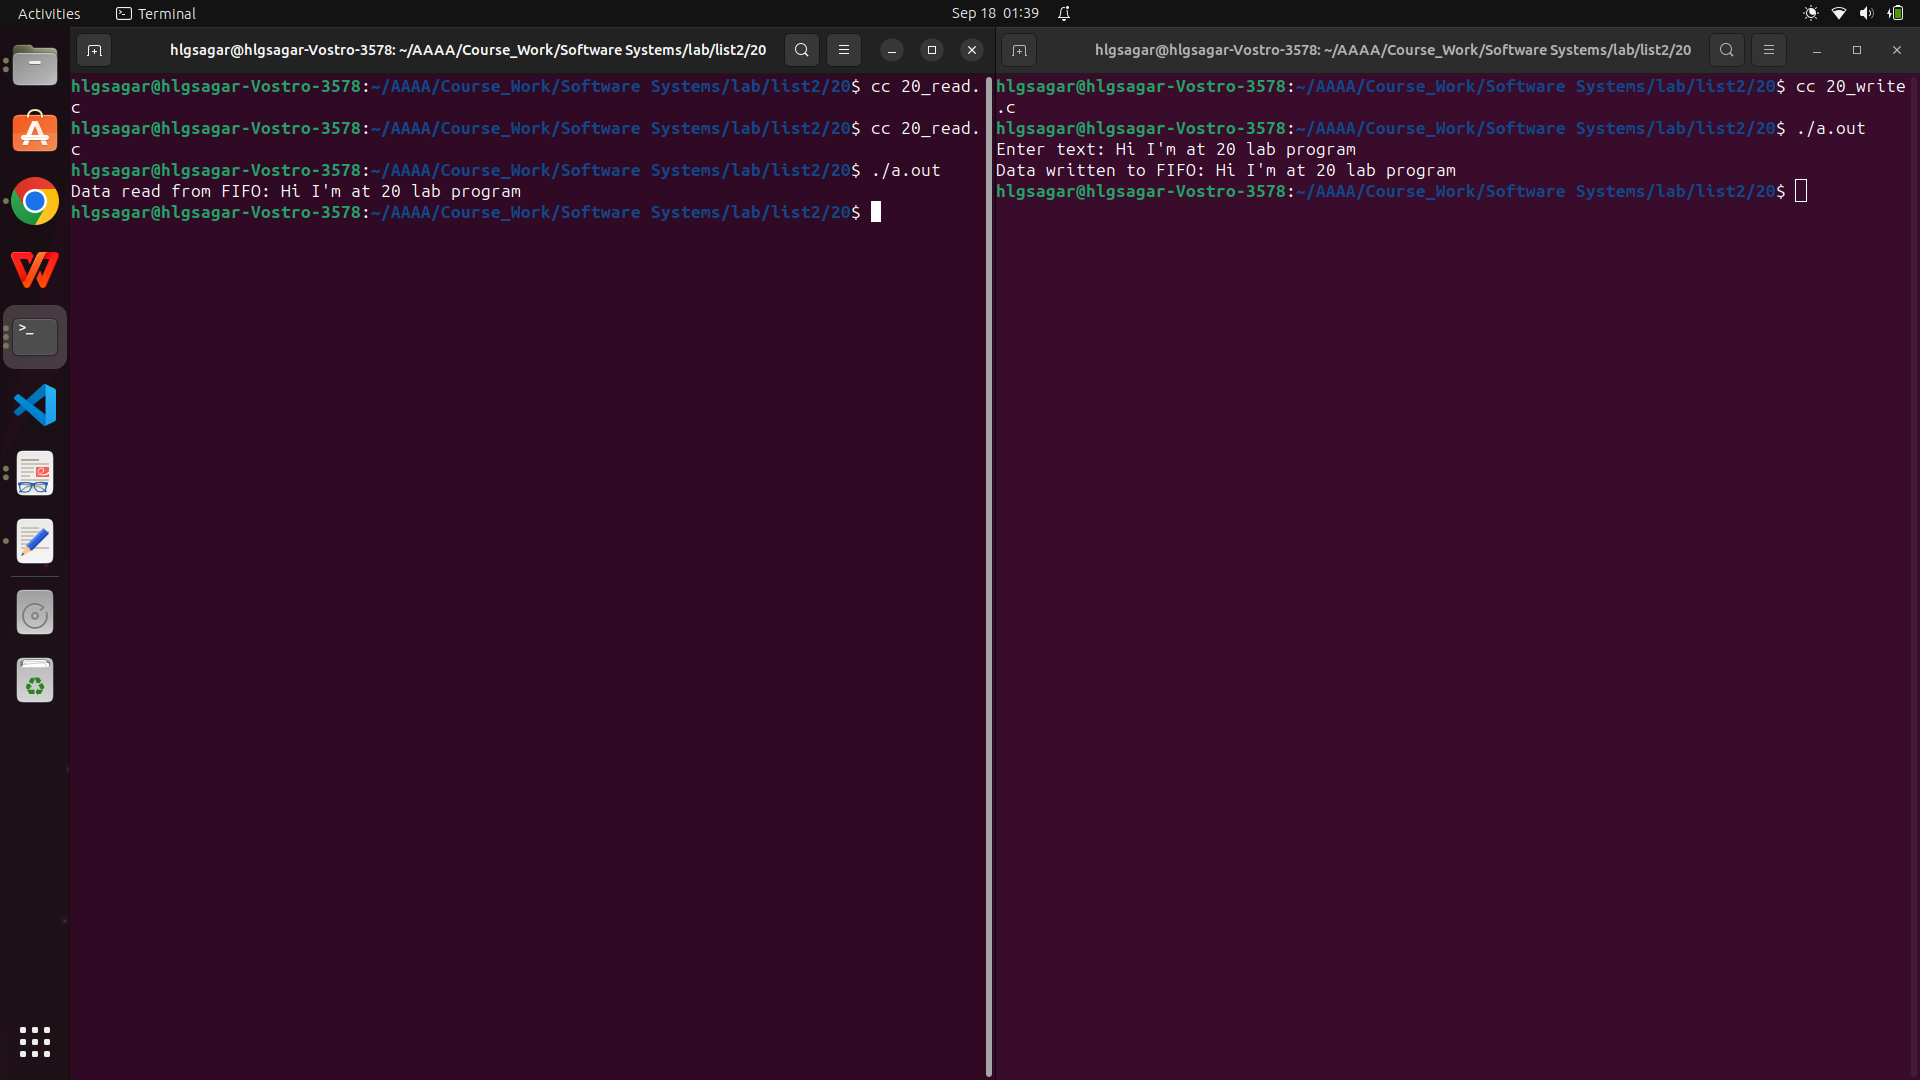 Activities
Terminal
Sep 18 01:39
hlgsagar@hlgsagar-Vostro-3578: ~/AAAA/Course_Work/Software Systems/lab/list2/20
hlgsagar@hlgsagar-Vostro-3578:~/AAAA/Course_Work/Software Systems/lab/list2/20$ cc 20_read.
c
hlgsagar@hlgsagar-Vostro-3578:~/AAAA/Course_Work/Software Systems/lab/list2/20$ cc 20_read.
c
hlgsagar@hlgsagar-Vostro-3578:~/AAAA/Course_Work/Software Systems/lab/list2/20$ ./a.out
Data read from FIFO: Hi I'm at 20 lab program
hlgsagar@hlgsagar-Vostro-3578:~/AAAA/Course_Work/Software Systems/lab/list2/20$
hlgsagar@hlgsagar-Vostro-3578: ~/AAAA/Course_Work/Software Systems/lab/list2/20
hlgsagar@hlgsagar-Vostro-3578:~/AAAA/Course_Work/Software Systems/lab/list2/20$ cc 20_write
.c
hlgsagar@hlgsagar-Vostro-3578:~/AAAA/Course_Work/Software Systems/lab/list2/20$ ./a.out
Enter text: Hi I'm at 20 lab program
Data written to FIFO: Hi I'm at 20 lab program
hlgsagar@hlgsagar-Vostro-3578:~/AAAA/Course_Work/Software Systems/lab/list2/20$